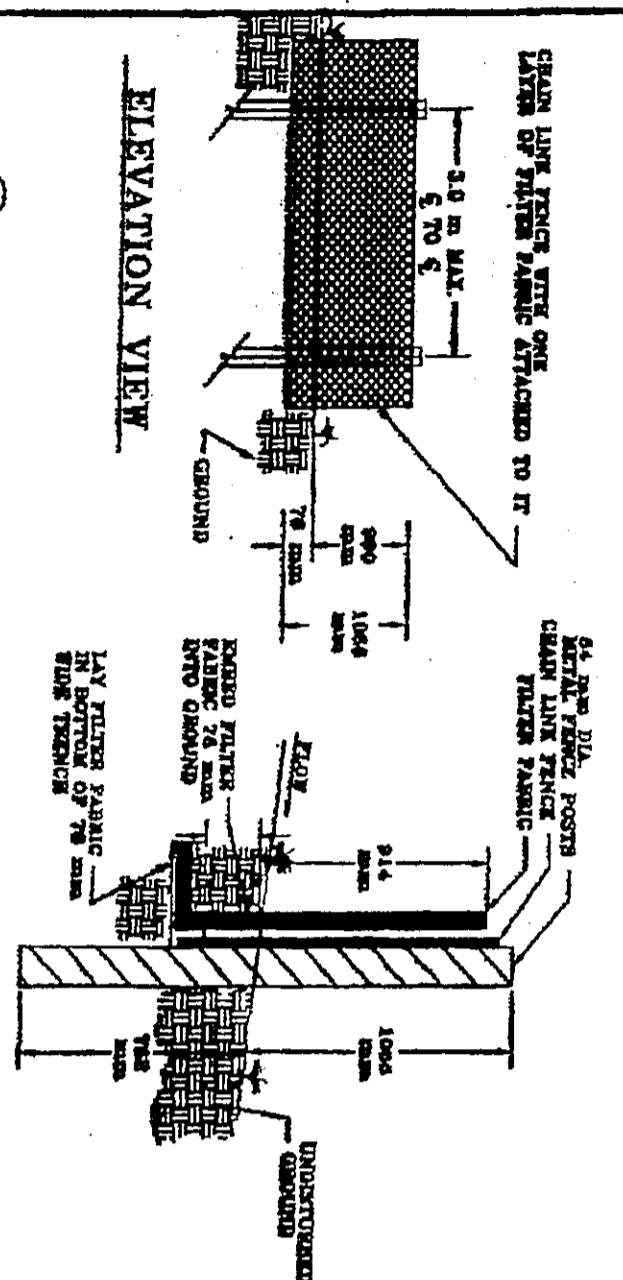 CHAIN LINK FENCE WITH ONE
LAYER OF FILTER FABRIC ATTACHED TO IT
3.0 m MAX.
℄ TO ℄
GROUND
76 mm
mm
mm
ELEVATION VIEW
64 mm DIA.
METAL FENCE POSTS
CHAIN LINK FENCE
FILTER FABRIC
914
mm
FLOW
EMBED FILTER
FABRIC 76 mm
INTO GROUND
LAY FILTER FABRIC
IN BOTTOM OF 76 mm
WIDE TRENCH
1066
mm
762
mm
UNDISTURBED
GROUND